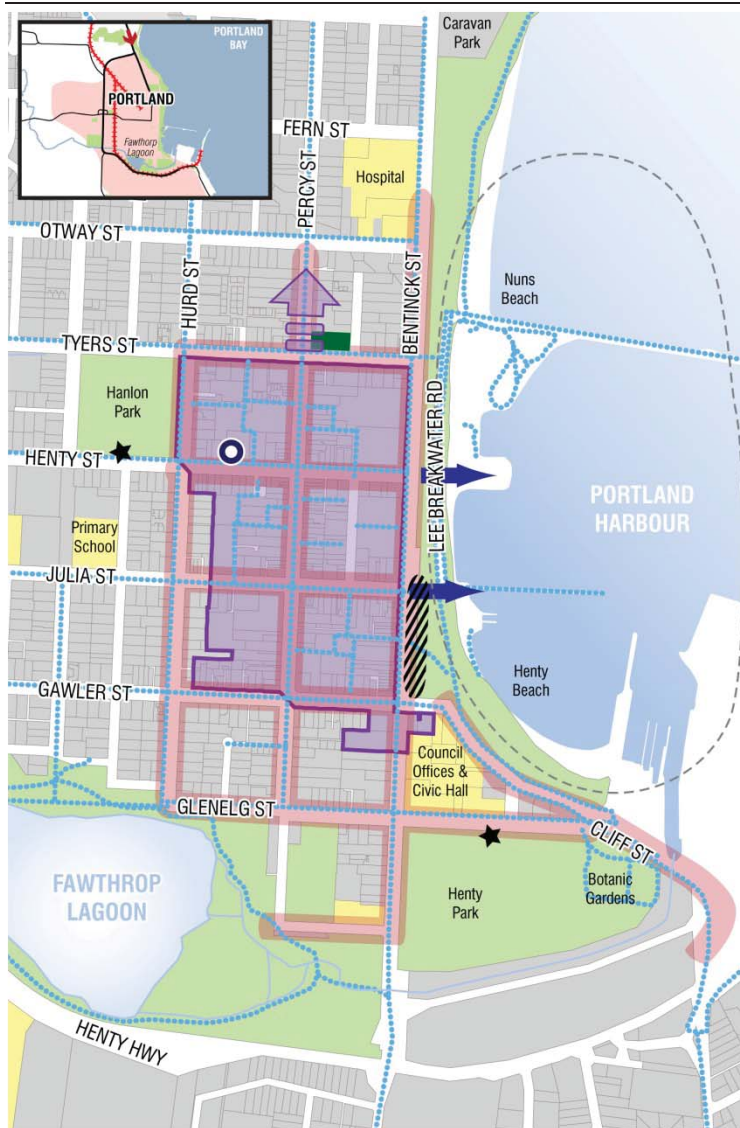 PORTLAND
BAY
PORTLAND
Fawthorp
Lagoon
Caravan
Park
FERN ST
PERCY ST
Hospital
OTWAY ST
HURD ST
BENTINCK ST
Nuns
Beach
TYERS ST
Hanlon
Park
LEE BREAKWATER RD
HENTY ST
PORTLAND
HARBOUR
Primary
School
JULIA ST
Henty
Beach
GAWLER ST
Council
Offices &
Civic Hall
GLENELG ST
CLIFF ST
FAWTHROP
LAGOON
Henty
Park
Botanic
Gardens
HENTY HWY